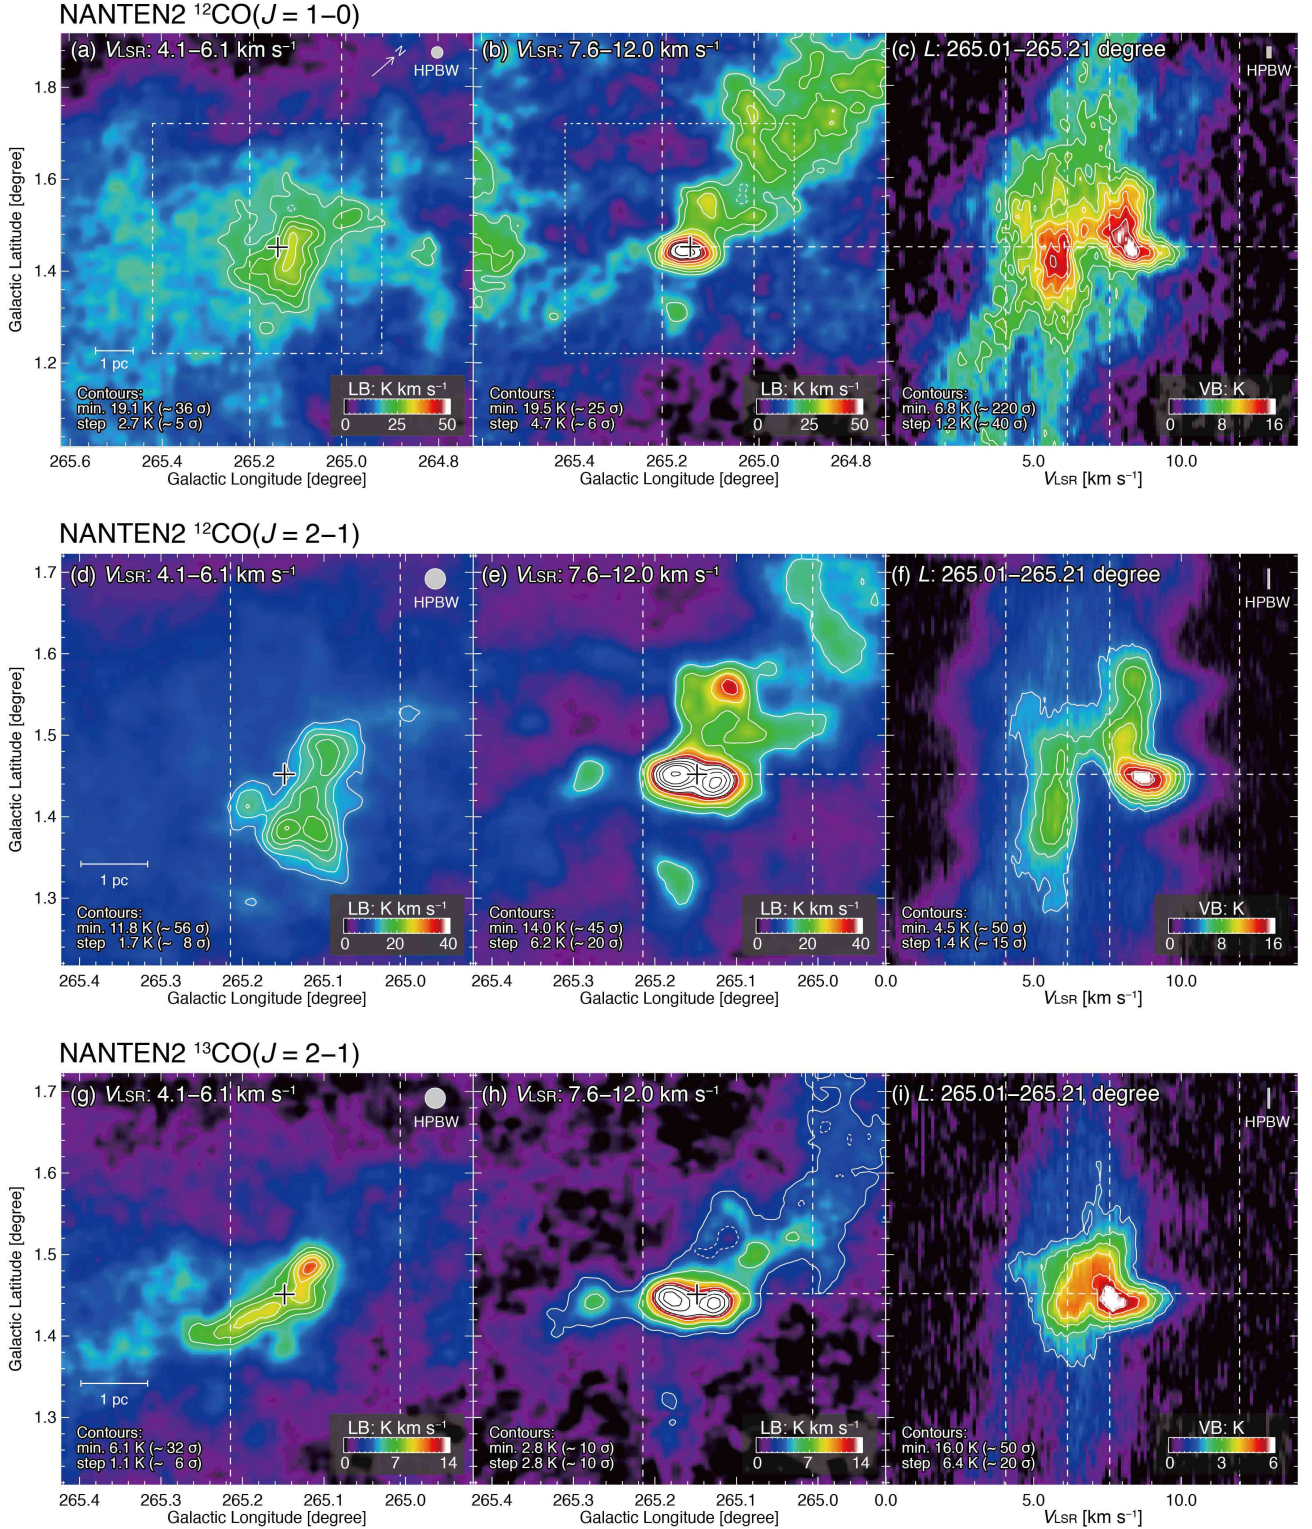 NANTEN2 ¹²CO(J = 1–0)
(a) VLSR: 4.1–6.1 km s⁻¹
N
HPBW
(b) VLSR: 7.6–12.0 km s⁻¹
(c) L: 265.01–265.21 degree
HPBW
1.8
1.6
1.4
1.2
Galactic Latitude [degree]
1 pc
Contours:
min. 19.1 K (~ 36 σ)
step 2.7 K (~ 5 σ)
LB: K km s⁻¹
0 25 50
Contours:
min. 19.5 K (~ 25 σ)
step 4.7 K (~ 6 σ)
LB: K km s⁻¹
0 25 50
Contours:
min. 6.8 K (~ 220 σ)
step 1.2 K (~ 40 σ)
VB: K
0 8 16
265.6 265.4 265.2 265.0 264.8
Galactic Longitude [degree]
265.4 265.2 265.0 264.8
Galactic Longitude [degree]
5.0 10.0
VLSR [km s⁻¹]
NANTEN2 ¹²CO(J = 2–1)
(d) VLSR: 4.1–6.1 km s⁻¹
HPBW
(e) VLSR: 7.6–12.0 km s⁻¹
(f) L: 265.01–265.21 degree
HPBW
1.7
1.6
1.5
1.4
1.3
Galactic Latitude [degree]
1 pc
Contours:
min. 11.8 K (~ 56 σ)
step 1.7 K (~ 8 σ)
LB: K km s⁻¹
0 20 40
Contours:
min. 14.0 K (~ 45 σ)
step 6.2 K (~ 20 σ)
LB: K km s⁻¹
0 20 40
Contours:
min. 4.5 K (~ 50 σ)
step 1.4 K (~ 15 σ)
VB: K
0 8 16
265.4 265.3 265.2 265.1 265.0
Galactic Longitude [degree]
265.4 265.3 265.2 265.1 265.0
Galactic Longitude [degree]
0.0 5.0 10.0
VLSR [km s⁻¹]
NANTEN2 ¹³CO(J = 2–1)
(g) VLSR: 4.1–6.1 km s⁻¹
HPBW
(h) VLSR: 7.6–12.0 km s⁻¹
(i) L: 265.01–265.21 degree
HPBW
1.7
1.6
1.5
1.4
1.3
Galactic Latitude [degree]
1 pc
Contours:
min. 6.1 K (~ 32 σ)
step 1.1 K (~ 6 σ)
LB: K km s⁻¹
0 7 14
Contours:
min. 2.8 K (~ 10 σ)
step 2.8 K (~ 10 σ)
LB: K km s⁻¹
0 7 14
Contours:
min. 16.0 K (~ 50 σ)
step 6.4 K (~ 20 σ)
VB: K
0 3 6
265.4 265.3 265.2 265.1 265.0
Galactic Longitude [degree]
265.4 265.3 265.2 265.1 265.0
Galactic Longitude [degree]
0.0 5.0 10.0
VLSR [km s⁻¹]